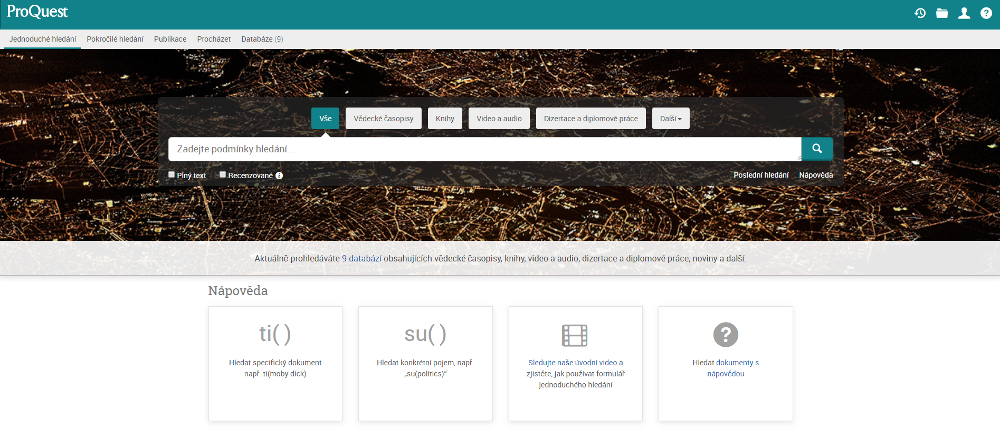 ProQuest
Jednoduché hledání Pokročilé hledání Publikace Procházet Databáze (9)
Vše Vědecké časopisy Knihy Video a audio Dizertace a diplomové práce Další
Zadejte podmínky hledání...
Plný text Recenzované Poslední hledání Nápověda
Aktuálně prohledáváte 9 databází obsahujících vědecké časopisy, knihy, video a audio, dizertace a diplomové práce, noviny a další.
Nápověda
ti( )
Hledat specifický dokument
např. ti(moby dick)
su( )
Hledat konkrétní pojem, např.
„su(politics)“
Sledujte naše úvodní video a
zjistěte, jak používat formulář
jednoduchého hledání
?
Hledat dokumenty s
nápovědou